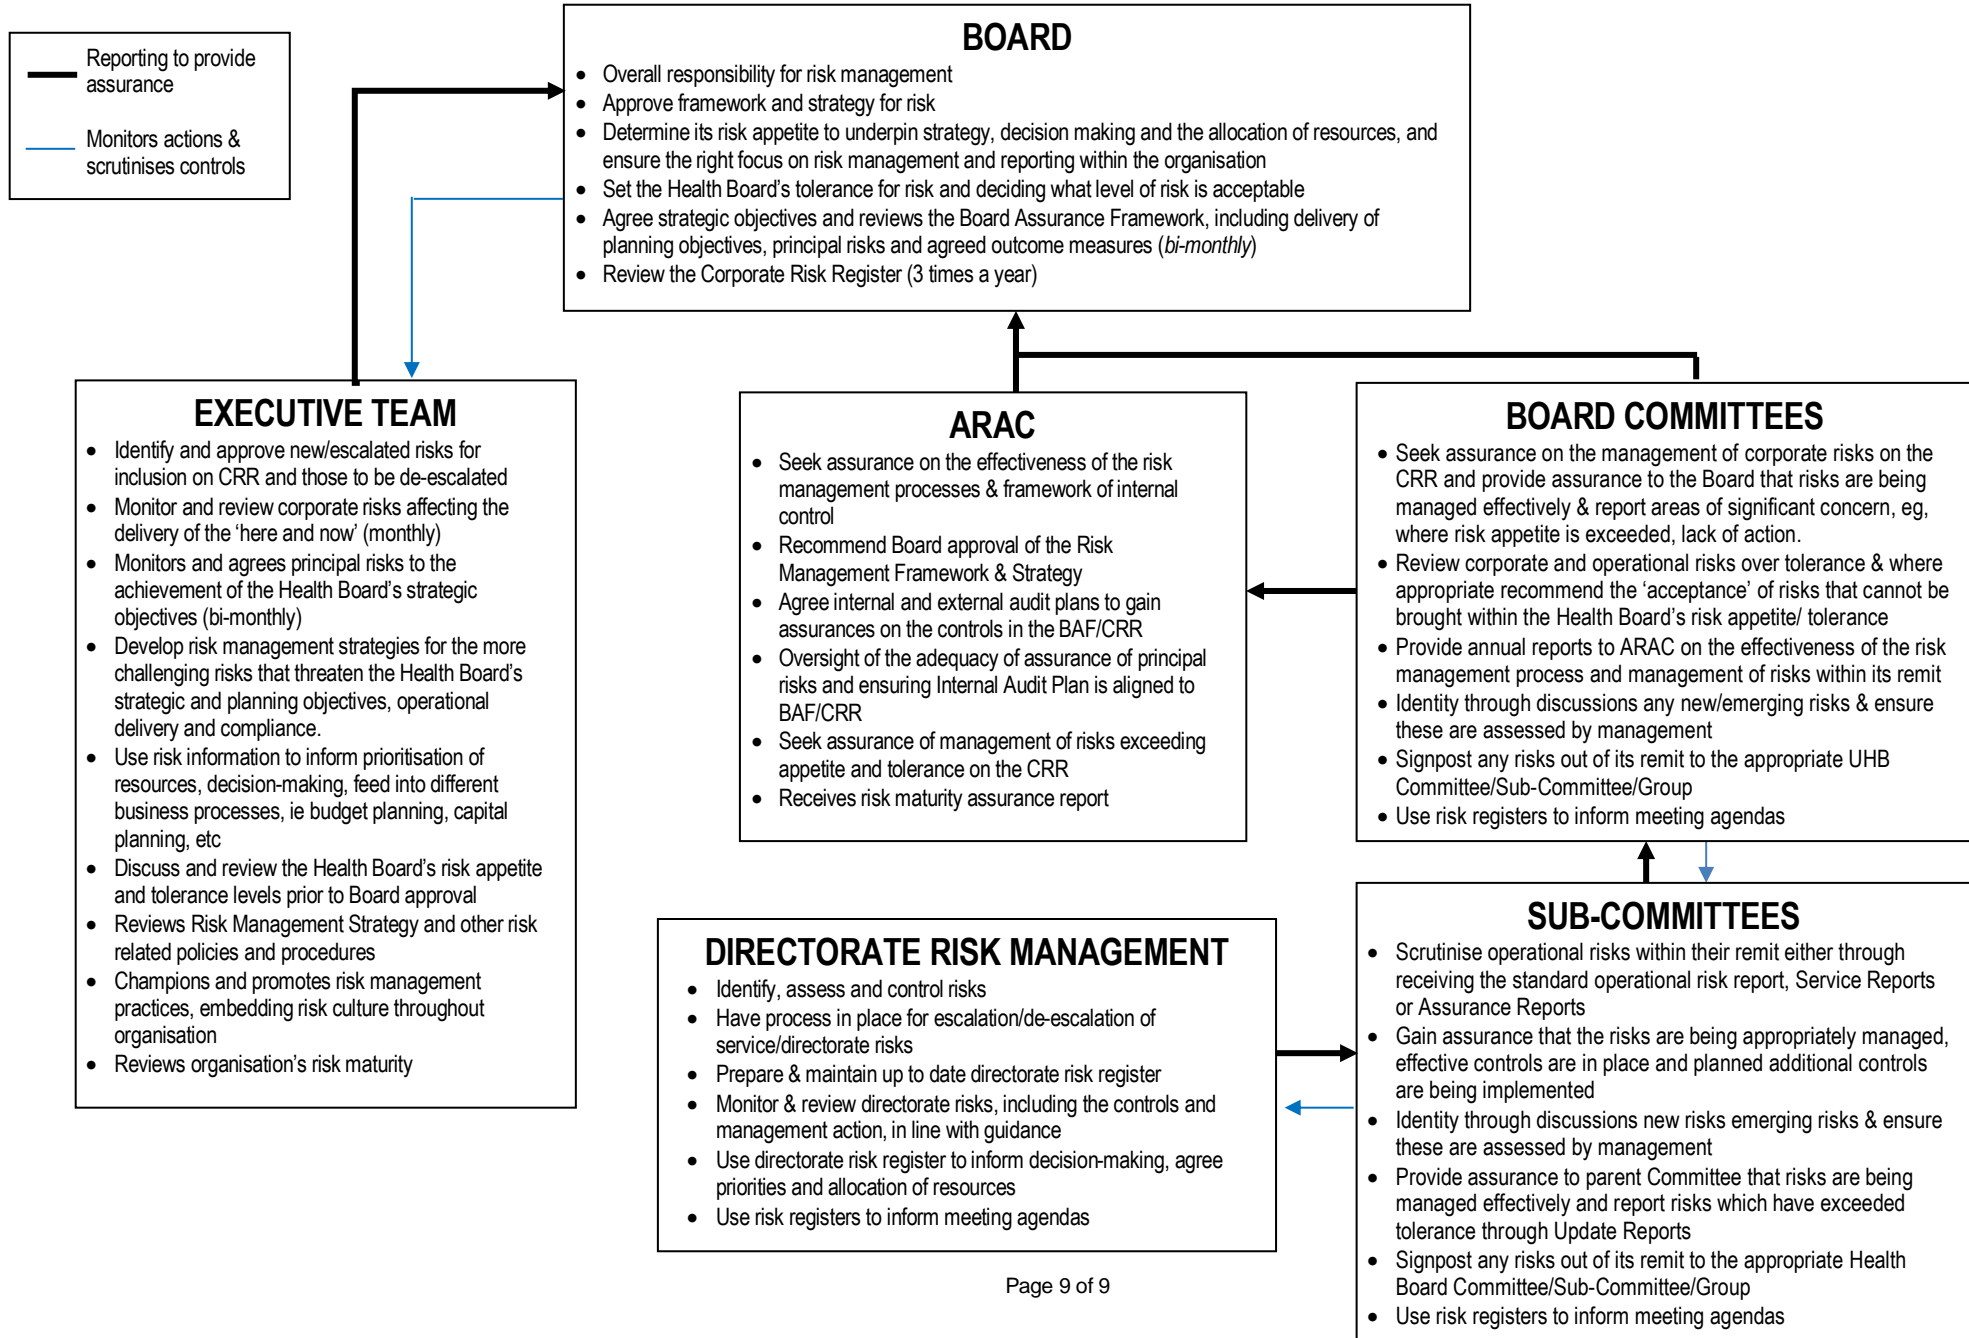 Reporting to provide
assurance
Monitors actions &
scrutinises controls
BOARD
• Overall responsibility for risk management
• Approve framework and strategy for risk
• Determine its risk appetite to underpin strategy, decision making and the allocation of resources, and
ensure the right focus on risk management and reporting within the organisation
• Set the Health Board's tolerance for risk and deciding what level of risk is acceptable
• Agree strategic objectives and reviews the Board Assurance Framework, including delivery of
planning objectives, principal risks and agreed outcome measures (bi-monthly)
• Review the Corporate Risk Register (3 times a year)
EXECUTIVE TEAM
• Identify and approve new/escalated risks for
inclusion on CRR and those to be de-escalated
• Monitor and review corporate risks affecting the
delivery of the 'here and now' (monthly)
• Monitors and agrees principal risks to the
achievement of the Health Board's strategic
objectives (bi-monthly)
• Develop risk management strategies for the more
challenging risks that threaten the Health Board's
strategic and planning objectives, operational
delivery and compliance.
• Use risk information to inform prioritisation of
resources, decision-making, feed into different
business processes, ie budget planning, capital
planning, etc
• Discuss and review the Health Board's risk appetite
and tolerance levels prior to Board approval
• Reviews Risk Management Strategy and other risk
related policies and procedures
• Champions and promotes risk management
practices, embedding risk culture throughout
organisation
• Reviews organisation's risk maturity
ARAC
• Seek assurance on the effectiveness of the risk
management processes & framework of internal
control
• Recommend Board approval of the Risk
Management Framework & Strategy
• Agree internal and external audit plans to gain
assurances on the controls in the BAF/CRR
• Oversight of the adequacy of assurance of principal
risks and ensuring Internal Audit Plan is aligned to
BAF/CRR
• Seek assurance of management of risks exceeding
appetite and tolerance on the CRR
• Receives risk maturity assurance report
BOARD COMMITTEES
• Seek assurance on the management of corporate risks on the
CRR and provide assurance to the Board that risks are being
managed effectively & report areas of significant concern, eg,
where risk appetite is exceeded, lack of action.
• Review corporate and operational risks over tolerance & where
appropriate recommend the 'acceptance' of risks that cannot be
brought within the Health Board's risk appetite/ tolerance
• Provide annual reports to ARAC on the effectiveness of the risk
management process and management of risks within its remit
• Identity through discussions any new/emerging risks & ensure
these are assessed by management
• Signpost any risks out of its remit to the appropriate UHB
Committee/Sub-Committee/Group
• Use risk registers to inform meeting agendas
DIRECTORATE RISK MANAGEMENT
• Identify, assess and control risks
• Have process in place for escalation/de-escalation of
service/directorate risks
• Prepare & maintain up to date directorate risk register
• Monitor & review directorate risks, including the controls and
management action, in line with guidance
• Use directorate risk register to inform decision-making, agree
priorities and allocation of resources
• Use risk registers to inform meeting agendas
SUB-COMMITTEES
• Scrutinise operational risks within their remit either through
receiving the standard operational risk report, Service Reports
or Assurance Reports
• Gain assurance that the risks are being appropriately managed,
effective controls are in place and planned additional controls
are being implemented
• Identity through discussions new risks emerging risks & ensure
these are assessed by management
• Provide assurance to parent Committee that risks are being
managed effectively and report risks which have exceeded
tolerance through Update Reports
• Signpost any risks out of its remit to the appropriate Health
Board Committee/Sub-Committee/Group
• Use risk registers to inform meeting agendas
Page 9 of 9